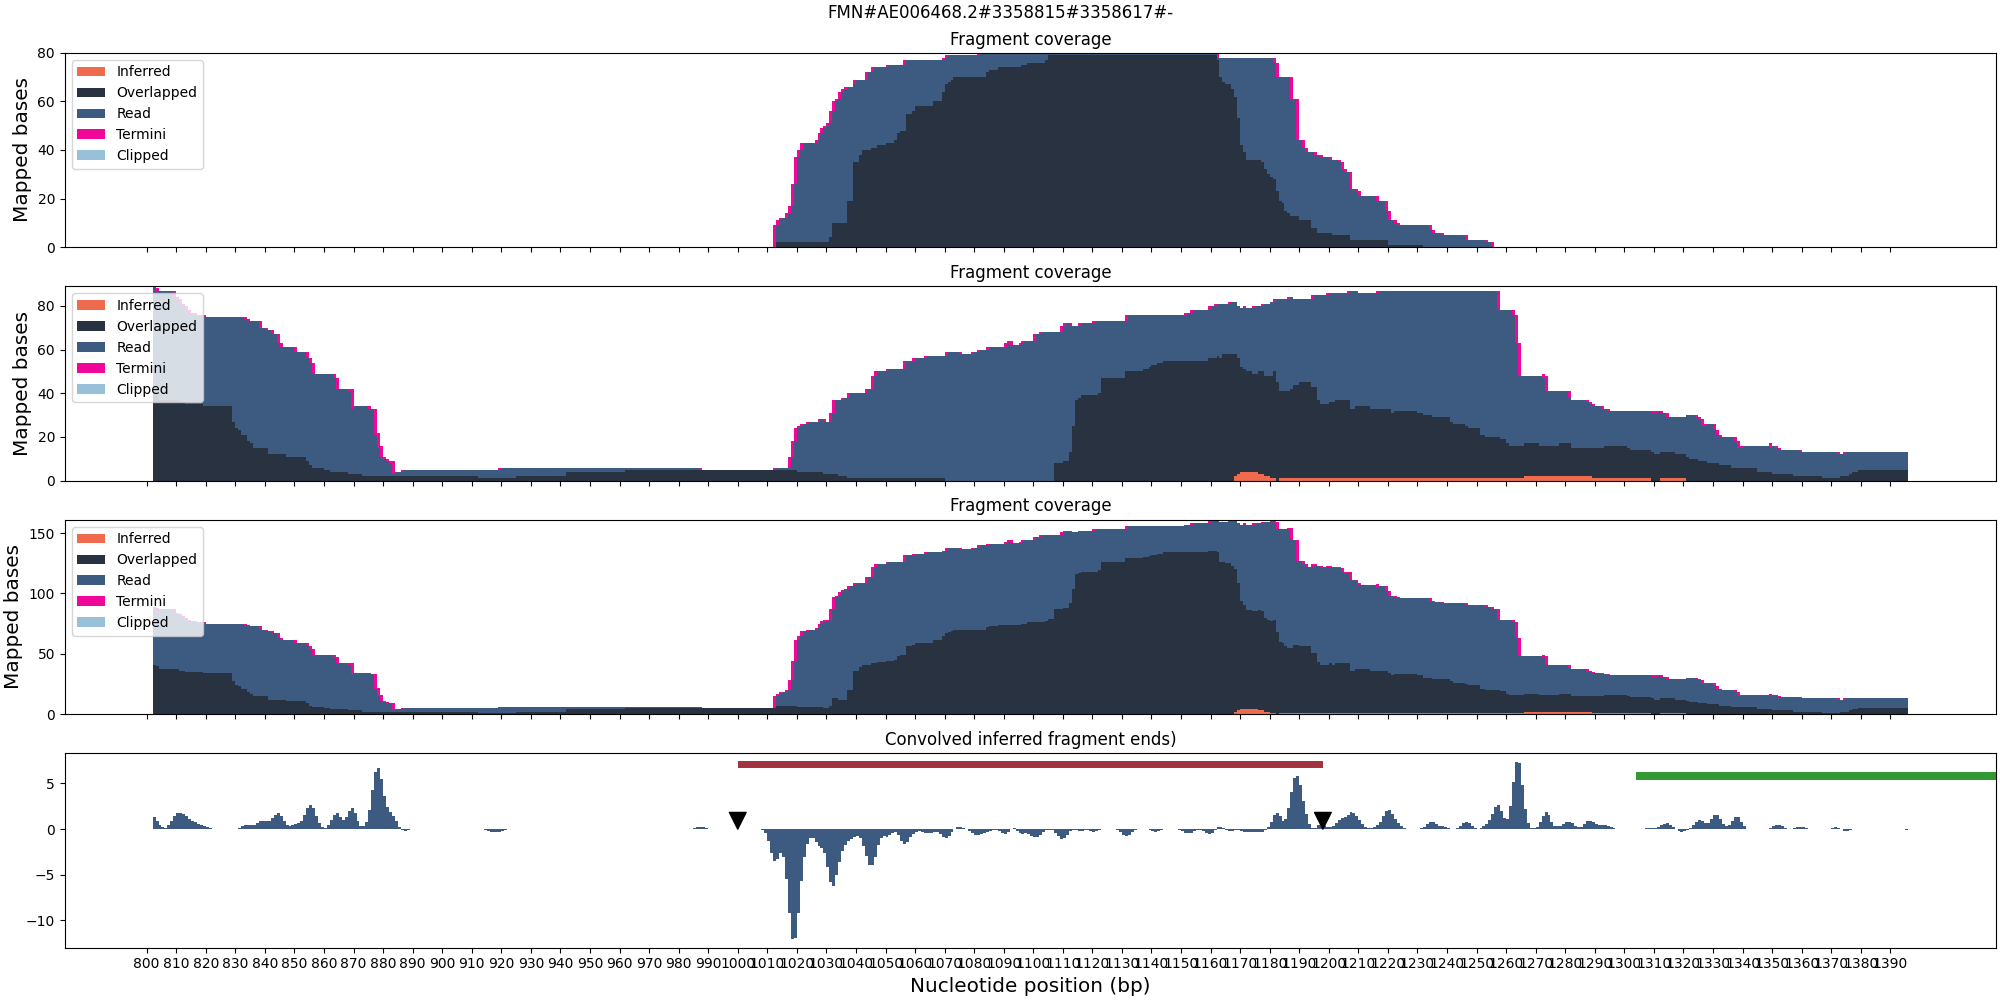 FMN#AE006468.2#3358815#3358617#-
Fragment coverage
Mapped bases
80
60
40
20
0
Inferred
Overlapped
Read
Termini
Clipped
Fragment coverage
Mapped bases
80
60
40
20
0
Inferred
Overlapped
Read
Termini
Clipped
Fragment coverage
Mapped bases
150
100
50
0
Inferred
Overlapped
Read
Termini
Clipped
Convolved inferred fragment ends)
5
0
−5
−10
800 810 820 830 840 850 860 870 880 890 900 910 920 930 940 950 960 970 980 990 1000 1010 1020 1030 1040 1050 1060 1070 1080 1090 1100 1110 1120 1130 1140 1150 1160 1170 1180 1190 1200 1210 1220 1230 1240 1250 1260 1270 1280 1290 1300 1310 1320 1330 1340 1350 1360 1370 1380 1390
Nucleotide position (bp)